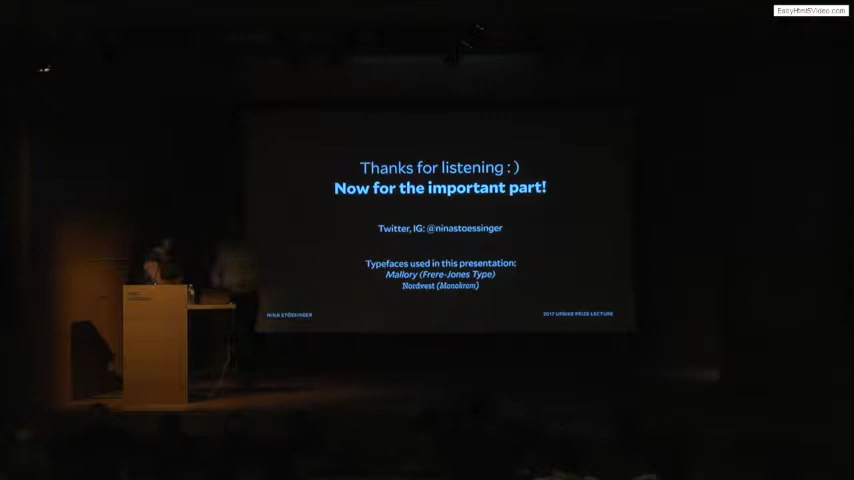 EasyHtml5Video.com
Thanks for listening : )
Now for the important part!
Twitter, IG: @ninastoessinger
Typefaces used in this presentation:
Mallory (Frere-Jones Type)
Nordvest (Monokrom)
NINA STÖSSINGER
2017 UNRIKE PRIZE LECTURE